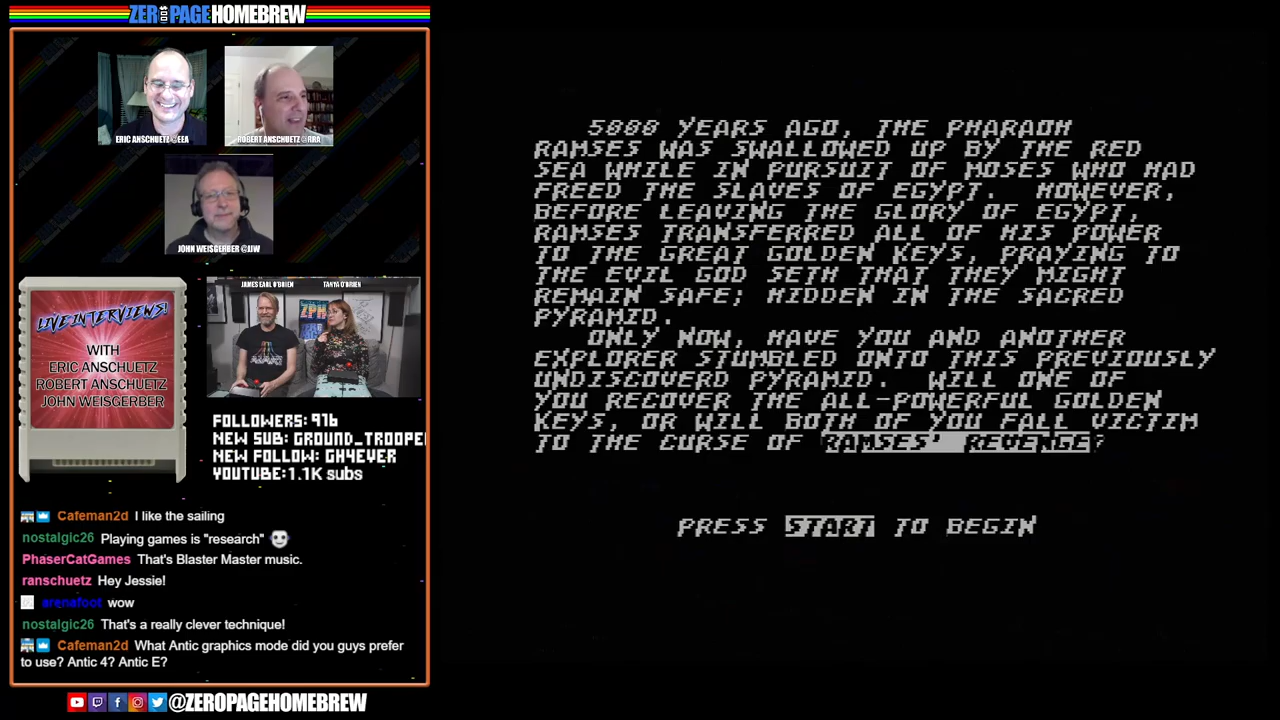 ZEROPAGE HOMEBREW
ERIC ANSCHUETZ@EEA
ROBERT ANSCHUETZ@RRA
JOHN WEISGERBER @JJW
LIVE INTERVIEWS!
WITH
ERIC ANSCHUETZ
ROBERT ANSCHUETZ
JOHN WEISGERBER
JAMES EARL O'BRIEN
TANYA O'BRIEN
FOLLOWERS: 976
NEW SUB: GROUND_TROOPER
NEW FOLLOW: GH4EVER
YOUTUBE:1.1K subs
Cafeman2d I like the sailing
nostalgic26 Playing games is "research"
PhaserCatGames That's Blaster Master music.
ranschuetz Hey Jessie!
arenafoot wow
nostalgic26 That's a really clever technique!
Cafeman2d What Antic graphics mode did you guys prefer
to use? Antic 4? Antic E?
@ZEROPAGEHOMEBREW
5000 YEARS AGO, THE PHARAOH
RAMSES WAS SWALLOWED UP BY THE RED
SEA WHILE IN PURSUIT OF MOSES WHO HAD
FREED THE SLAVES OF EGYPT. HOWEVER,
BEFORE LEAVING THE GLORY OF EGYPT,
RAMSES TRANSFERRED ALL OF HIS POWER
TO THE GREAT GOLDEN KEYS, PRAYING TO
THE EVIL GOD SETH THAT THEY MIGHT
REMAIN SAFE; HIDDEN IN THE SACRED
PYRAMID.
ONLY NOW, HAVE YOU AND ANOTHER
EXPLORER STUMBLED ONTO THIS PREVIOUSLY
UNDISCOVERD PYRAMID. WILL ONE OF
YOU RECOVER THE ALL-POWERFUL GOLDEN
KEYS, OR WILL BOTH OF YOU FALL VICTIM
TO THE CURSE OF RAMSES' REVENGE?
PRESS START TO BEGIN